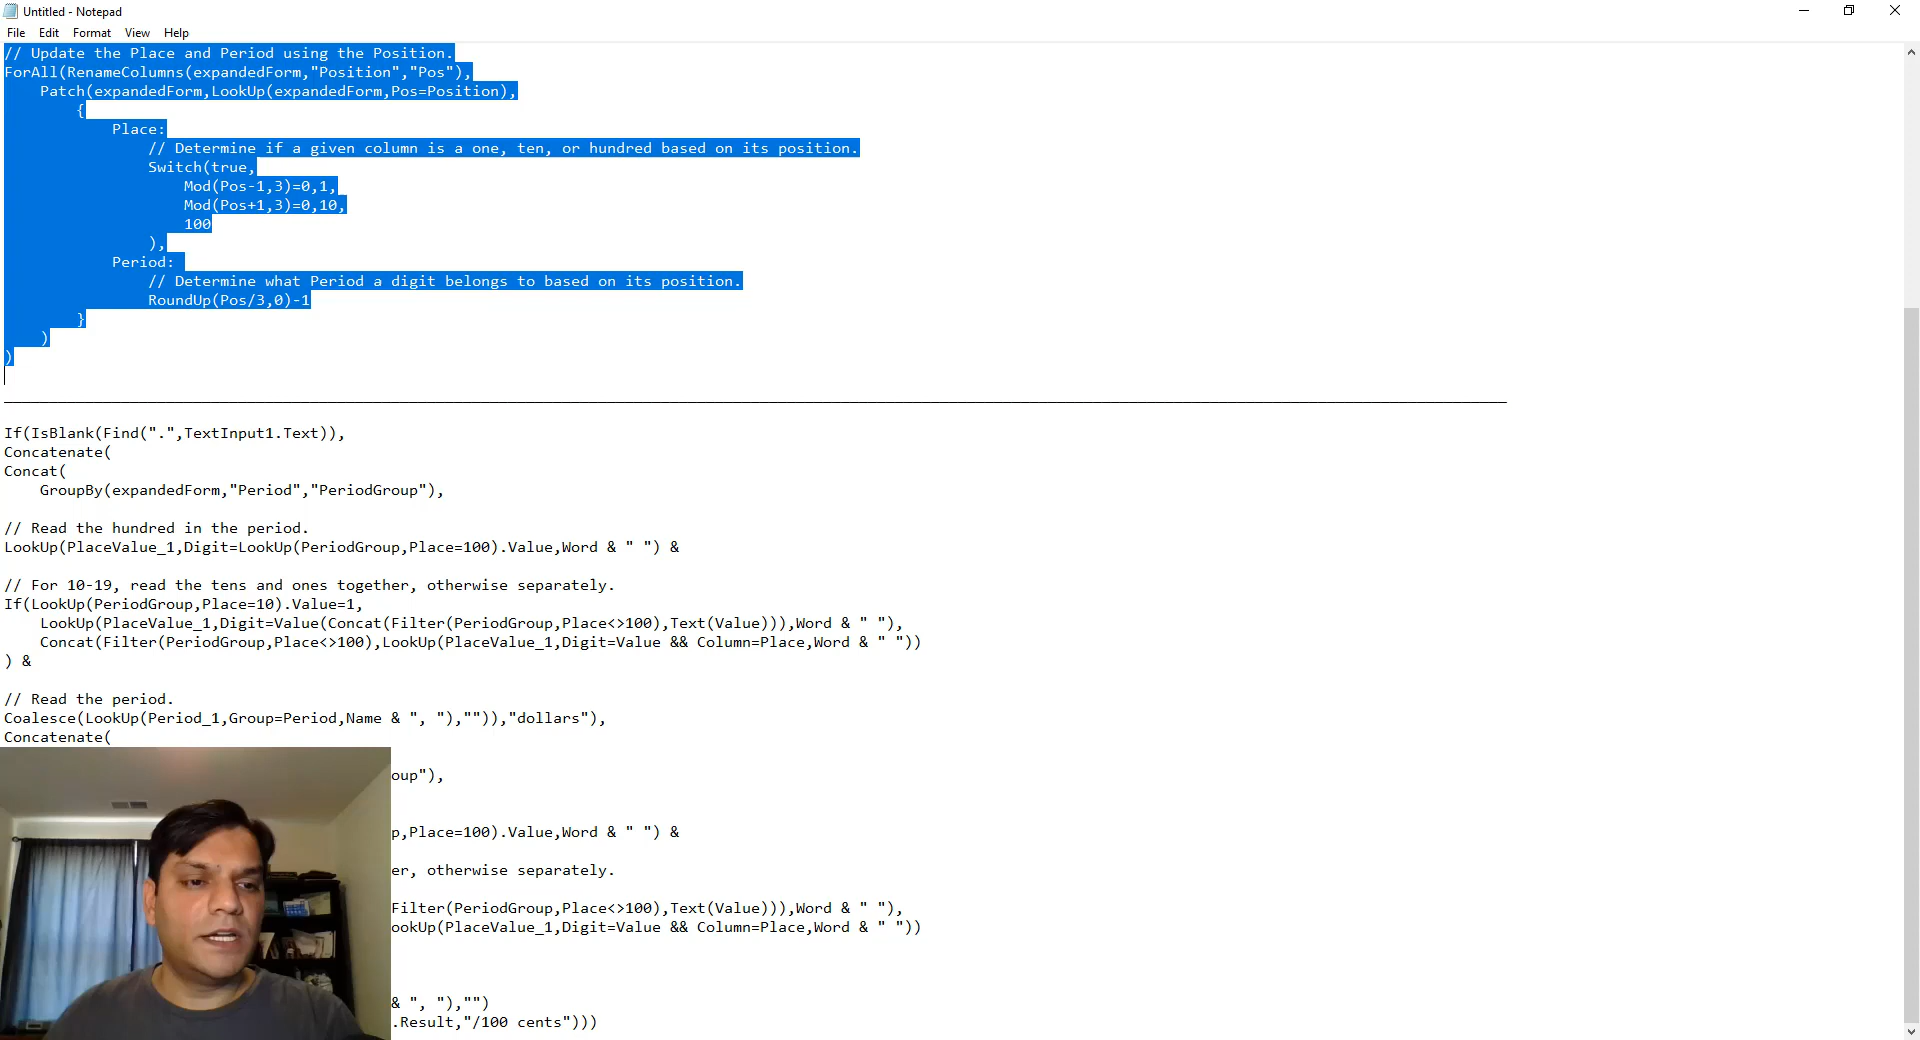 Untitled - Notepad
File Edit Format View Help
// Update the Place and Period using the Position.
ForAll(RenameColumns(expandedForm,"Position","Pos"),
    Patch(expandedForm,LookUp(expandedForm,Pos=Position),
        {
            Place:
                // Determine if a given column is a one, ten, or hundred based on its position.
                Switch(true,
                    Mod(Pos-1,3)=0,1,
                    Mod(Pos+1,3)=0,10,
                    100
                ),
            Period:
                // Determine what Period a digit belongs to based on its position.
                RoundUp(Pos/3,0)-1
        }
    )
)
If(IsBlank(Find(".",TextInput1.Text)),
Concatenate(
Concat(
    GroupBy(expandedForm,"Period","PeriodGroup"),
// Read the hundred in the period.
LookUp(PlaceValue_1,Digit=LookUp(PeriodGroup,Place=100).Value,Word & " ") &
// For 10-19, read the tens and ones together, otherwise separately.
If(LookUp(PeriodGroup,Place=10).Value=1,
    LookUp(PlaceValue_1,Digit=Value(Concat(Filter(PeriodGroup,Place<>100),Text(Value))),Word & " "),
    Concat(Filter(PeriodGroup,Place<>100),LookUp(PlaceValue_1,Digit=Value && Column=Place,Word & " "))
) &
// Read the period.
Coalesce(LookUp(Period_1,Group=Period,Name & ", "),"")),"dollars"),
Concatenate(
oup"),
p,Place=100).Value,Word & " ") &
er, otherwise separately.
Filter(PeriodGroup,Place<>100),Text(Value))),Word & " "),
ookUp(PlaceValue_1,Digit=Value && Column=Place,Word & " "))
& ", "),"")
.Result,"/100 cents")))